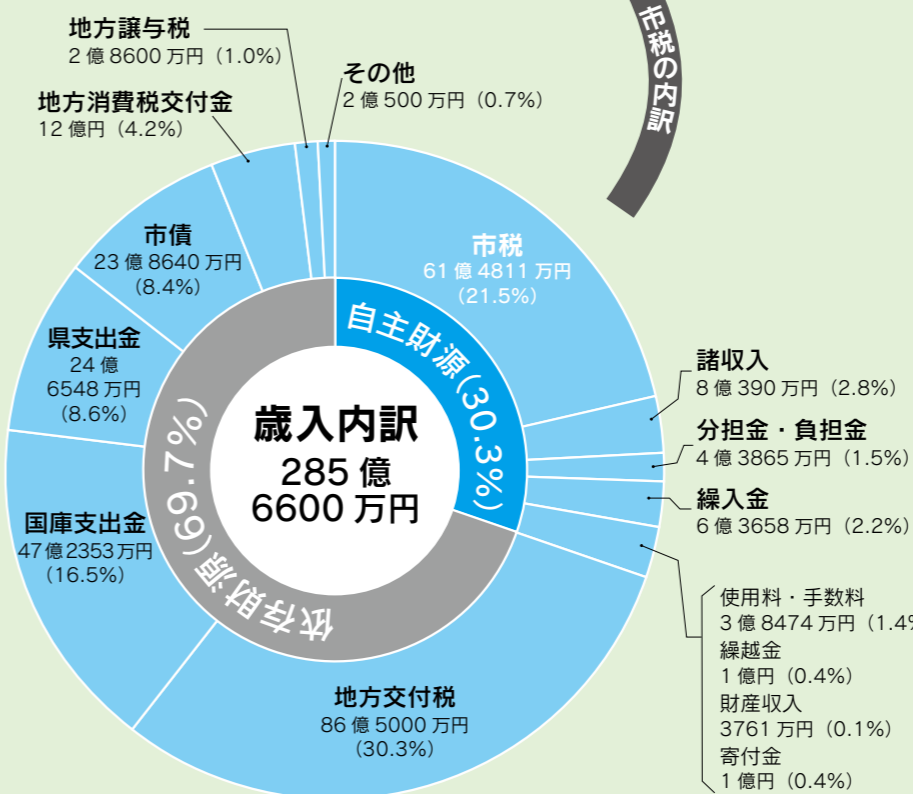 地方譲与税
2億8600万円（1.0%）
その他
2億500万円（0.7%）
地方消費税交付金
12億円（4.2%）
市税の内訳
市債
23億8640万円
（8.4%）
市税
61億4811万円
（21.5%）
県支出金
24億
6548万円
（8.6%）
自主財源（30.3%）
諸収入
8億390万円（2.8%）
分担金・負担金
4億3865万円（1.5%）
繰入金
6億3658万円（2.2%）
歳入内訳
285億
6600万円
国庫支出金
47億2353万円
（16.5%）
依存財源（69.7%）
使用料・手数料
3億8474万円（1.4%
繰越金
1億円（0.4%）
財産収入
3761万円（0.1%）
寄付金
1億円（0.4%）
地方交付税
86億5000万円
（30.3%）